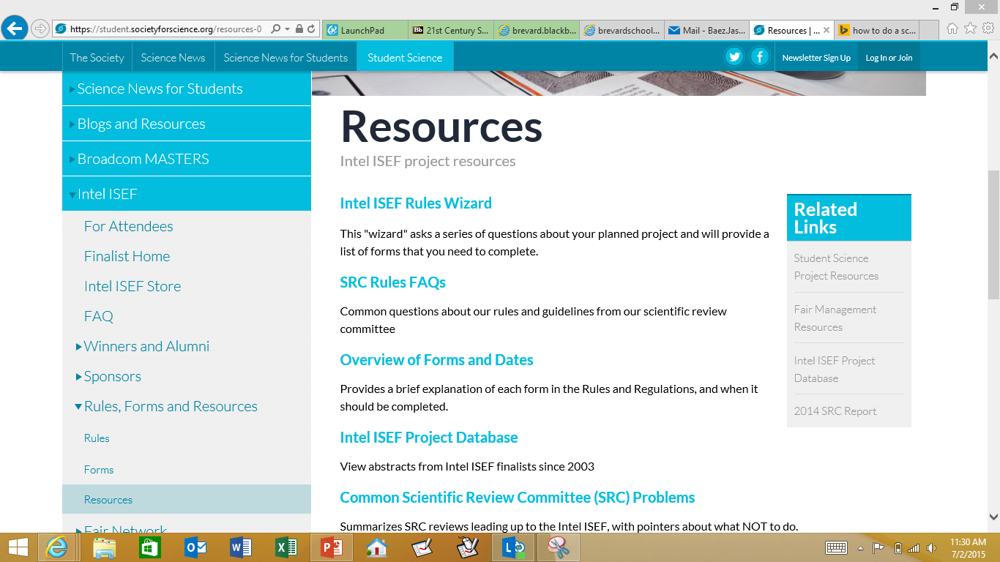 https://student.societyforscience.org/resources-0
LaunchPad
21st Century S...
brevard.blackb...
brevardschool...
Mail - BaezJas...
Resources | ...
how to do a sc...
The Society
Science News
Science News for Students
Student Science
Newsletter Sign Up
Log In or Join
Science News for Students
Blogs and Resources
Broadcom MASTERS
Intel ISEF
For Attendees
Finalist Home
Intel ISEF Store
FAQ
Winners and Alumni
Sponsors
Rules, Forms and Resources
Rules
Forms
Resources
Fair Network
Resources
Intel ISEF project resources
Intel ISEF Rules Wizard
This "wizard" asks a series of questions about your planned project and will provide a
list of forms that you need to complete.
SRC Rules FAQs
Common questions about our rules and guidelines from our scientific review
committee
Overview of Forms and Dates
Provides a brief explanation of each form in the Rules and Regulations, and when it
should be completed.
Intel ISEF Project Database
View abstracts from Intel ISEF finalists since 2003
Common Scientific Review Committee (SRC) Problems
Summarizes SRC reviews leading up to the Intel ISEF, with pointers about what NOT to do.
Related
Links
Student Science
Project Resources
Fair Management
Resources
Intel ISEF Project
Database
2014 SRC Report
11:30 AM
7/2/2015